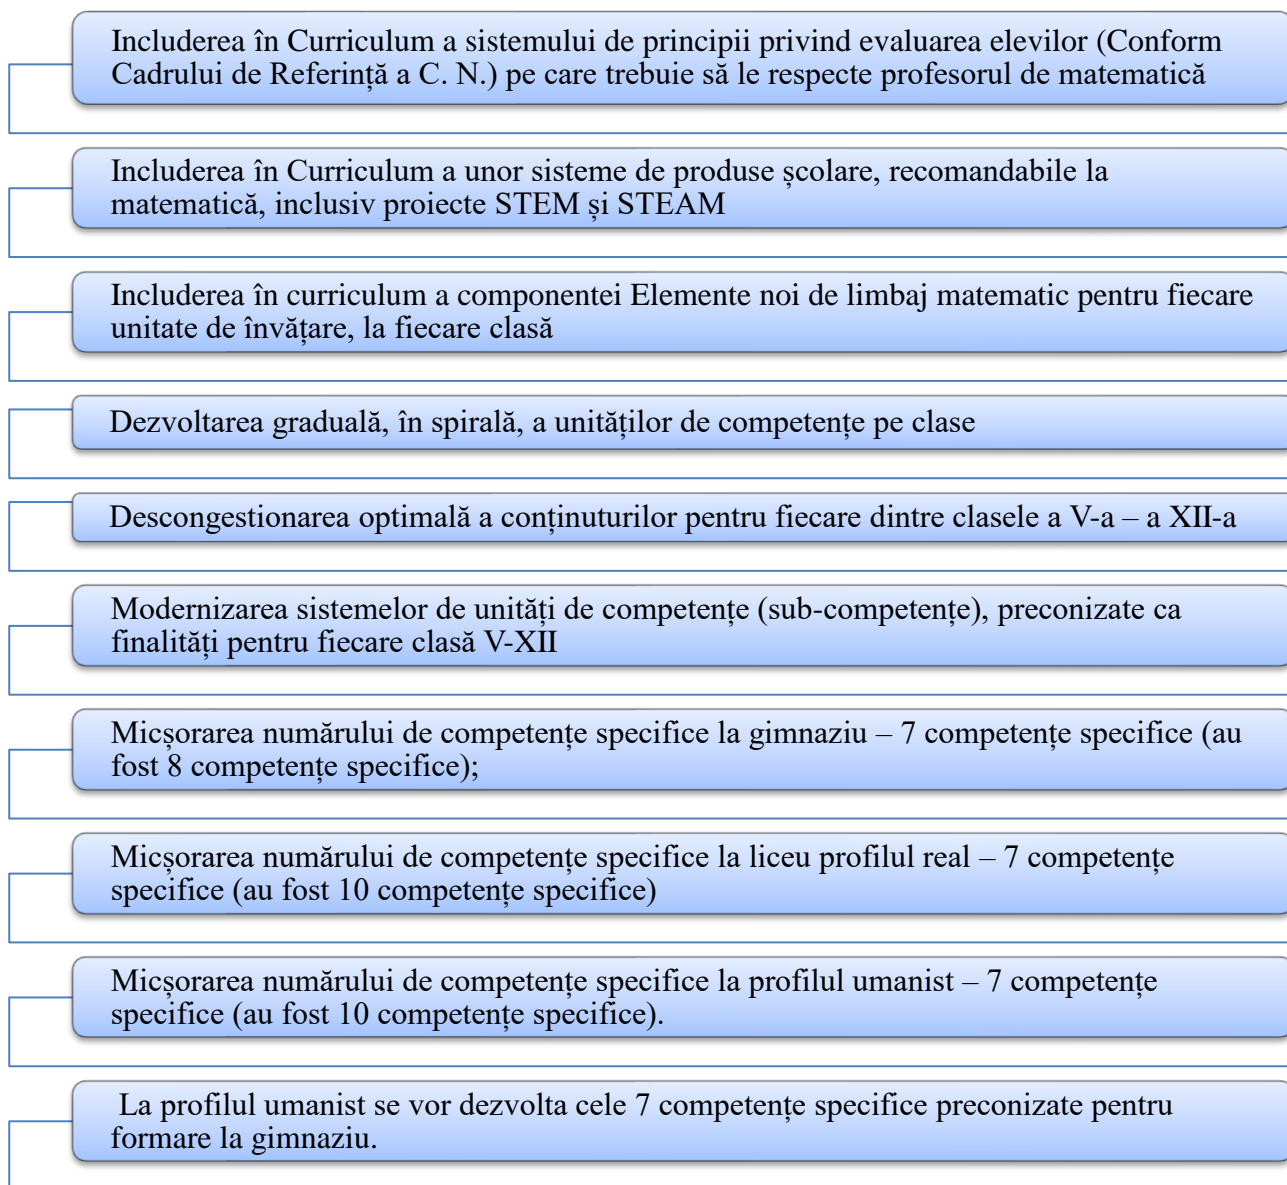 Includerea în Curriculum a sistemului de principii privind evaluarea elevilor (Conform
Cadrului de Referință a C. N.) pe care trebuie să le respecte profesorul de matematică
Includerea în Curriculum a unor sisteme de produse școlare, recomandabile la
matematică, inclusiv proiecte STEM și STEAM
Includerea în curriculum a componentei Elemente noi de limbaj matematic pentru fiecare
unitate de învățare, la fiecare clasă
Dezvoltarea graduală, în spirală, a unităților de competențe pe clase
Descongestionarea optimală a conținuturilor pentru fiecare dintre clasele a V-a – a XII-a
Modernizarea sistemelor de unități de competențe (sub-competențe), preconizate ca
finalități pentru fiecare clasă V-XII
Micșorarea numărului de competențe specifice la gimnaziu – 7 competențe specifice (au
fost 8 competențe specifice);
Micșorarea numărului de competențe specifice la liceu profilul real – 7 competențe
specifice (au fost 10 competențe specifice)
Micșorarea numărului de competențe specifice la profilul umanist – 7 competențe
specifice (au fost 10 competențe specifice).
La profilul umanist se vor dezvolta cele 7 competențe specifice preconizate pentru
formare la gimnaziu.